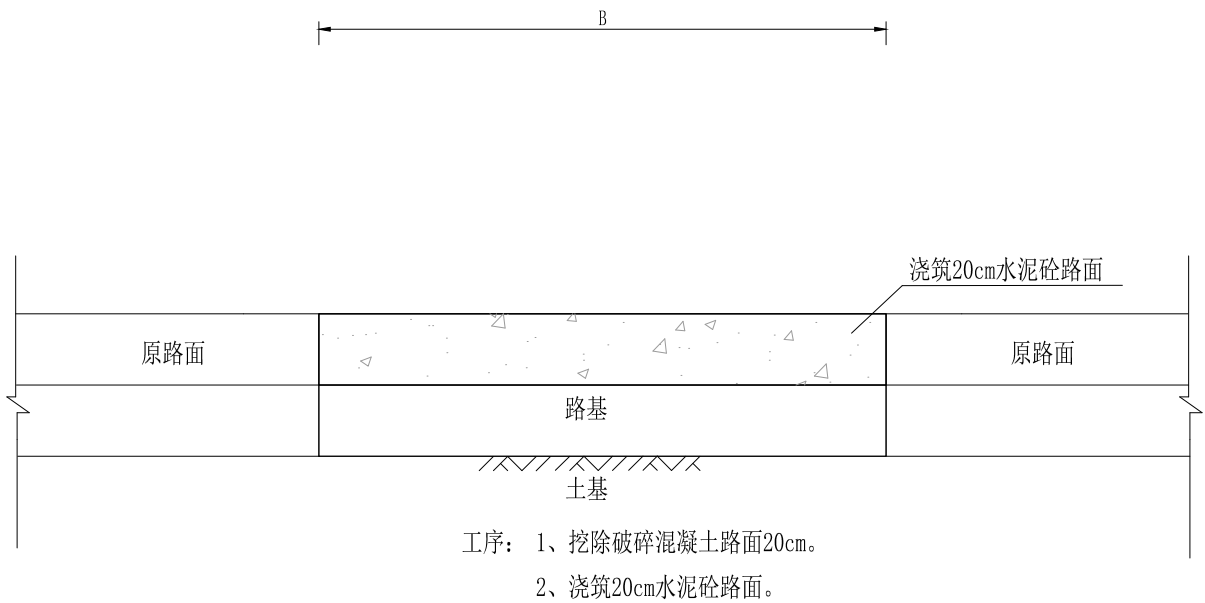 B
浇筑20cm水泥砼路面
原路面
原路面
路基
土基
工序： 1、挖除破碎混凝土路面20cm。
2、浇筑20cm水泥砼路面。